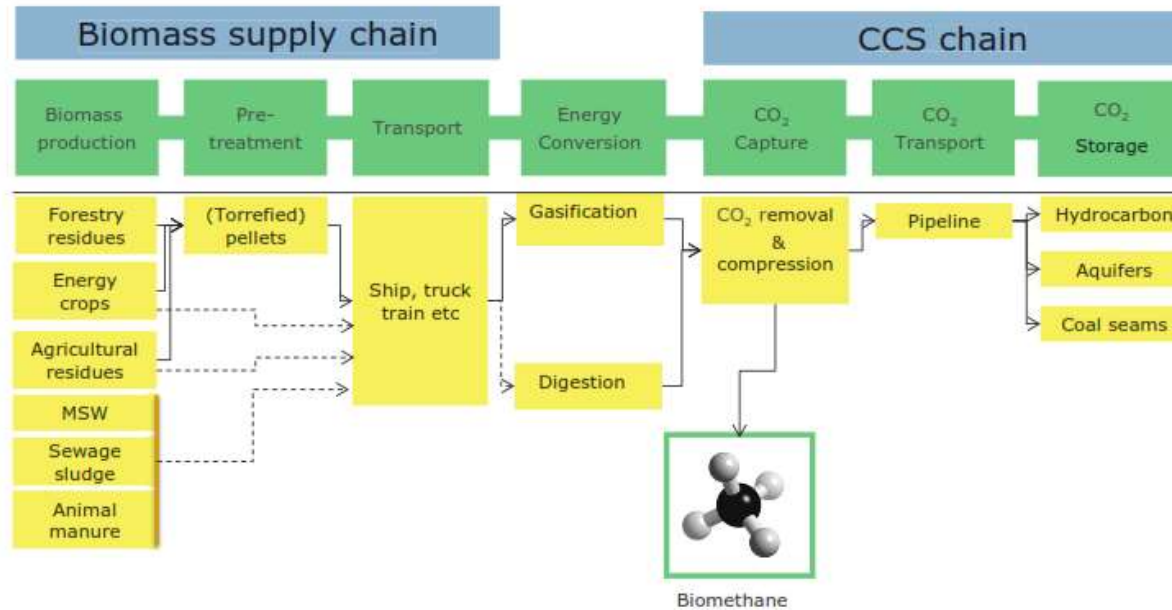 Biomass supply chain
CCS chain
Biomass
production
Pre-
treatment
Transport
Energy
Conversion
CO₂
Capture
CO₂
Transport
CO₂
Storage
Forestry
residues
Energy
crops
Agricultural
residues
MSW
Sewage
sludge
Animal
manure
(Torrefied)
pellets
Ship, truck
train etc
Gasification
Digestion
CO₂ removal
&
compression
Pipeline
Hydrocarbon
Aquifers
Coal seams
Biomethane